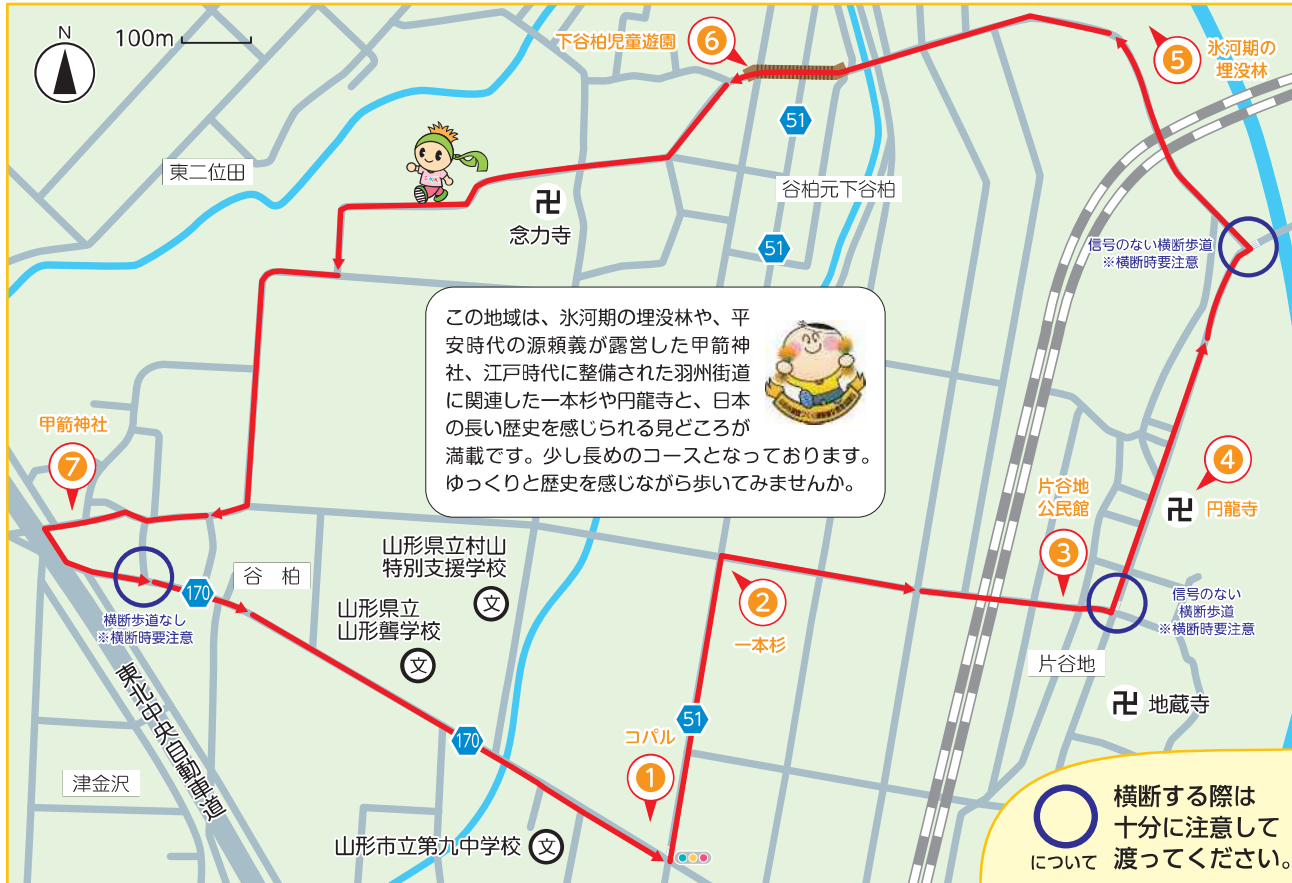 N
100m
下谷柏児童遊園
6
5
氷河期の
埋没林
51
東二位田
谷柏元下谷柏
念力寺
51
信号のない横断歩道
※横断時要注意
この地域は、氷河期の埋没林や、平
安時代の源頼義が露営した甲箭神
社、江戸時代に整備された羽州街道
に関連した一本杉や円龍寺と、日本
の長い歴史を感じられる見どころが
満載です。少し長めのコースとなっております。
ゆっくりと歴史を感じながら歩いてみませんか。
甲箭神社
7
4
円龍寺
片谷地
公民館
3
山形県立村山
特別支援学校
文
谷柏
170
横断歩道なし
※横断時要注意
山形県立
山形聾学校
文
2
一本杉
信号のない
横断歩道
※横断時要注意
片谷地
地蔵寺
東北中央自動車道
51
170
コパル
1
津金沢
山形市立第九中学校
文
について
横断する際は
十分に注意して
渡ってください。